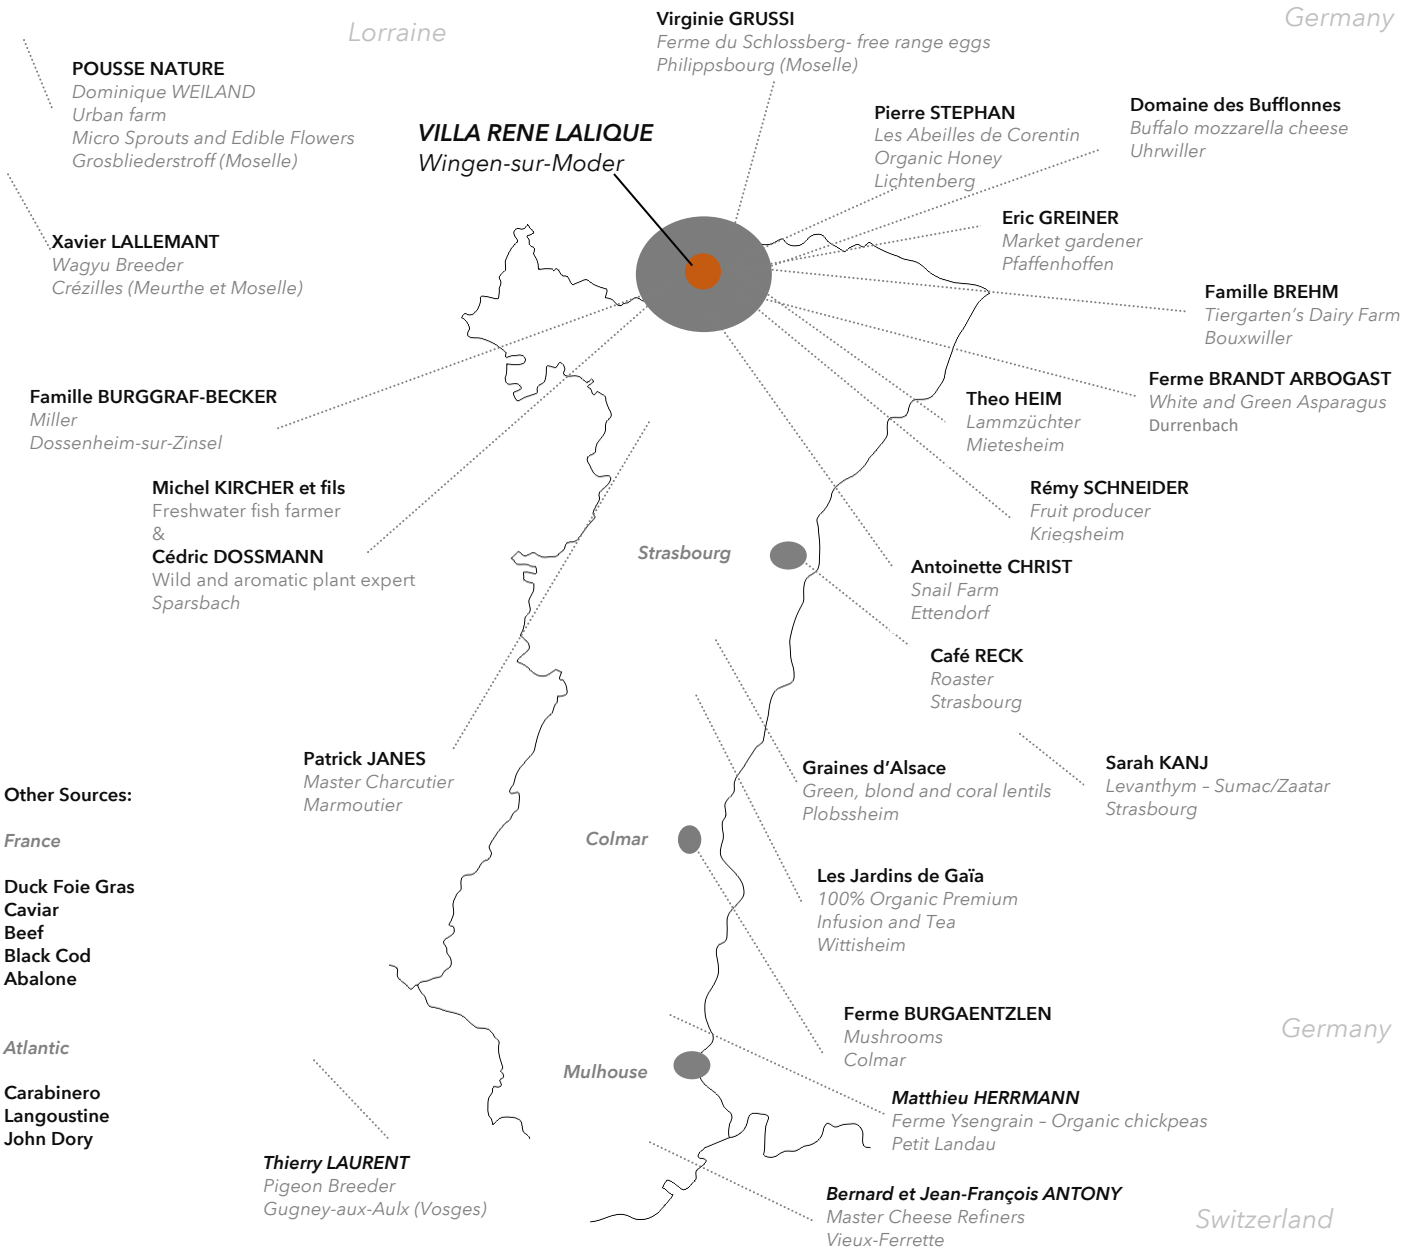 Lorraine
Germany
Virginie GRUSSI
Ferme du Schlossberg- free range eggs
Philippsbourg (Moselle)
POUSSE NATURE
Dominique WEILAND
Urban farm
Micro Sprouts and Edible Flowers
Grosbliederstroff (Moselle)
VILLA RENE LALIQUE
Wingen-sur-Moder
Pierre STEPHAN
Les Abeilles de Corentin
Organic Honey
Lichtenberg
Domaine des Bufflonnes
Buffalo mozzarella cheese
Uhrwiller
Xavier LALLEMANT
Wagyu Breeder
Crézilles (Meurthe et Moselle)
Eric GREINER
Market gardener
Pfaffenhoffen
Famille BREHM
Tiergarten's Dairy Farm
Bouxwiller
Famille BURGGRAF-BECKER
Miller
Dossenheim-sur-Zinsel
Theo HEIM
Lammzüchter
Mietesheim
Ferme BRANDT ARBOGAST
White and Green Asparagus
Durrenbach
Michel KIRCHER et fils
Freshwater fish farmer
&
Cédric DOSSMANN
Wild and aromatic plant expert
Sparsbach
Rémy SCHNEIDER
Fruit producer
Kriegsheim
Strasbourg
Antoinette CHRIST
Snail Farm
Ettendorf
Café RECK
Roaster
Strasbourg
Patrick JANES
Master Charcutier
Marmoutier
Graines d'Alsace
Green, blond and coral lentils
Plobssheim
Sarah KANJ
Levanthym – Sumac/Zaatar
Strasbourg
Other Sources:
France
Duck Foie Gras
Caviar
Beef
Black Cod
Abalone
Atlantic
Carabinero
Langoustine
John Dory
Colmar
Les Jardins de Gaïa
100% Organic Premium
Infusion and Tea
Wittisheim
Ferme BURGAENTZLEN
Mushrooms
Colmar
Germany
Mulhouse
Matthieu HERRMANN
Ferme Ysengrain – Organic chickpeas
Petit Landau
Thierry LAURENT
Pigeon Breeder
Gugney-aux-Aulx (Vosges)
Bernard et Jean-François ANTONY
Master Cheese Refiners
Vieux-Ferrette
Switzerland